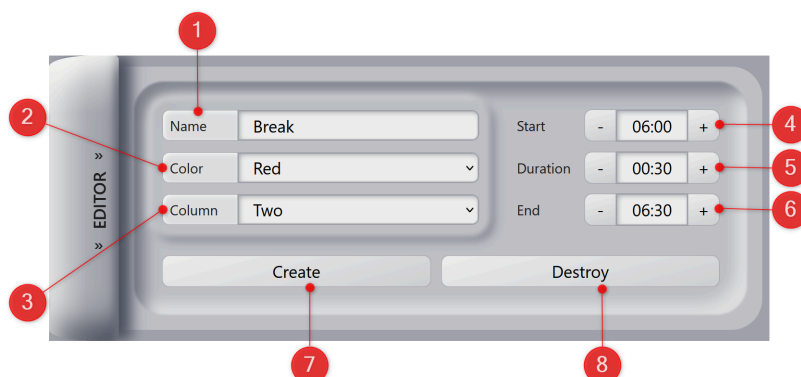 1
2
Name
Break
Start
-
06:00
+
4
Color
Red
Duration
-
00:30
+
5
Column
Two
End
-
06:30
+
6
» EDITOR »
3
Create
Destroy
7
8